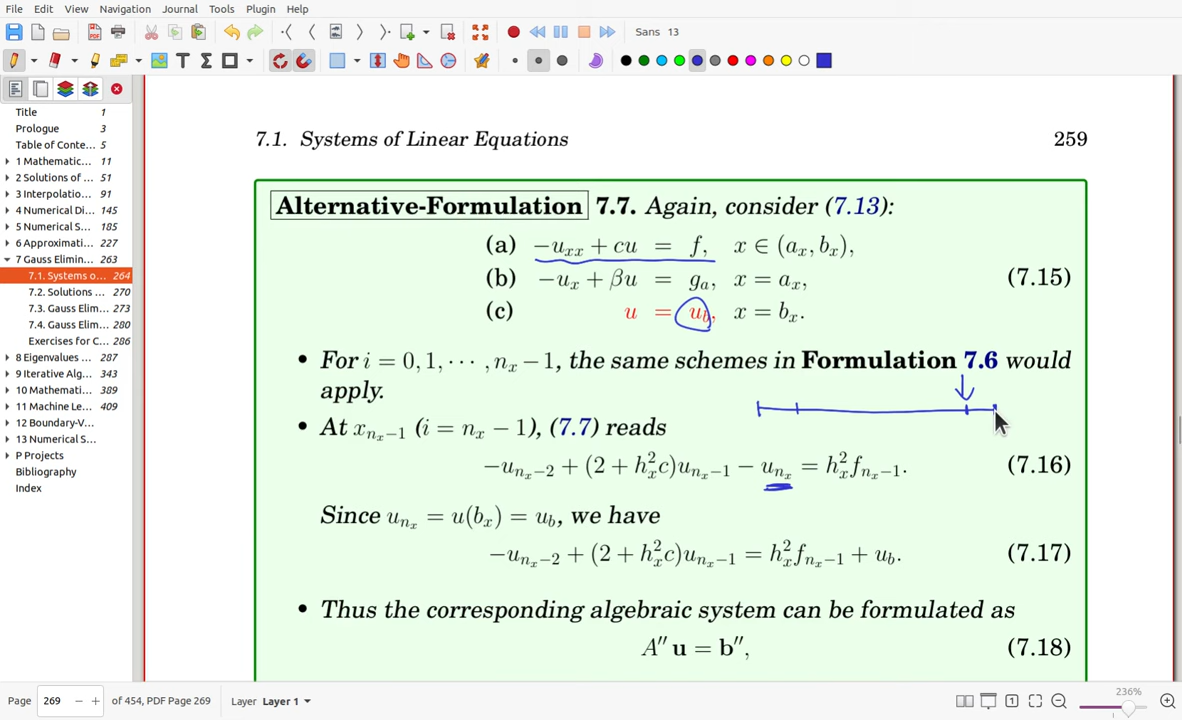 File Edit View Navigation Journal Tools Plugin Help
Sans 13
Title 1
Prologue 3
Table of Conte... 5
1 Mathematic... 11
2 Solutions of ... 51
3 Interpolatio... 91
4 Numerical Di... 145
5 Numerical S... 185
6 Approximati... 227
7 Gauss Elimin... 263
7.1. Systems o... 264
7.2. Solutions ... 270
7.3. Gauss Elim... 273
7.4. Gauss Elim... 280
Exercises for C... 286
8 Eigenvalues ... 287
9 Iterative Alg... 343
10 Mathemati... 389
11 Machine Le... 409
12 Boundary-V...
13 Numerical S...
P Projects
Bibliography
Index
7.1. Systems of Linear Equations 259
Alternative-Formulation 7.7. Again, consider (7.13):
(a) −u_{xx} + cu = f, x ∈ (a_x, b_x),
(b) −u_x + βu = g_a, x = a_x, (7.15)
(c) u = u_b, x = b_x.
• For i = 0, 1, ⋯, n_x − 1, the same schemes in Formulation 7.6 would
apply.
• At x_{n_x−1} (i = n_x − 1), (7.7) reads
−u_{n_x−2} + (2 + h_x^2 c)u_{n_x−1} − u_{n_x} = h_x^2 f_{n_x−1}. (7.16)
Since u_{n_x} = u(b_x) = u_b, we have
−u_{n_x−2} + (2 + h_x^2 c)u_{n_x−1} = h_x^2 f_{n_x−1} + u_b. (7.17)
• Thus the corresponding algebraic system can be formulated as
A″ u = b″, (7.18)
Page 269 − + of 454, PDF Page 269 Layer Layer 1 236%